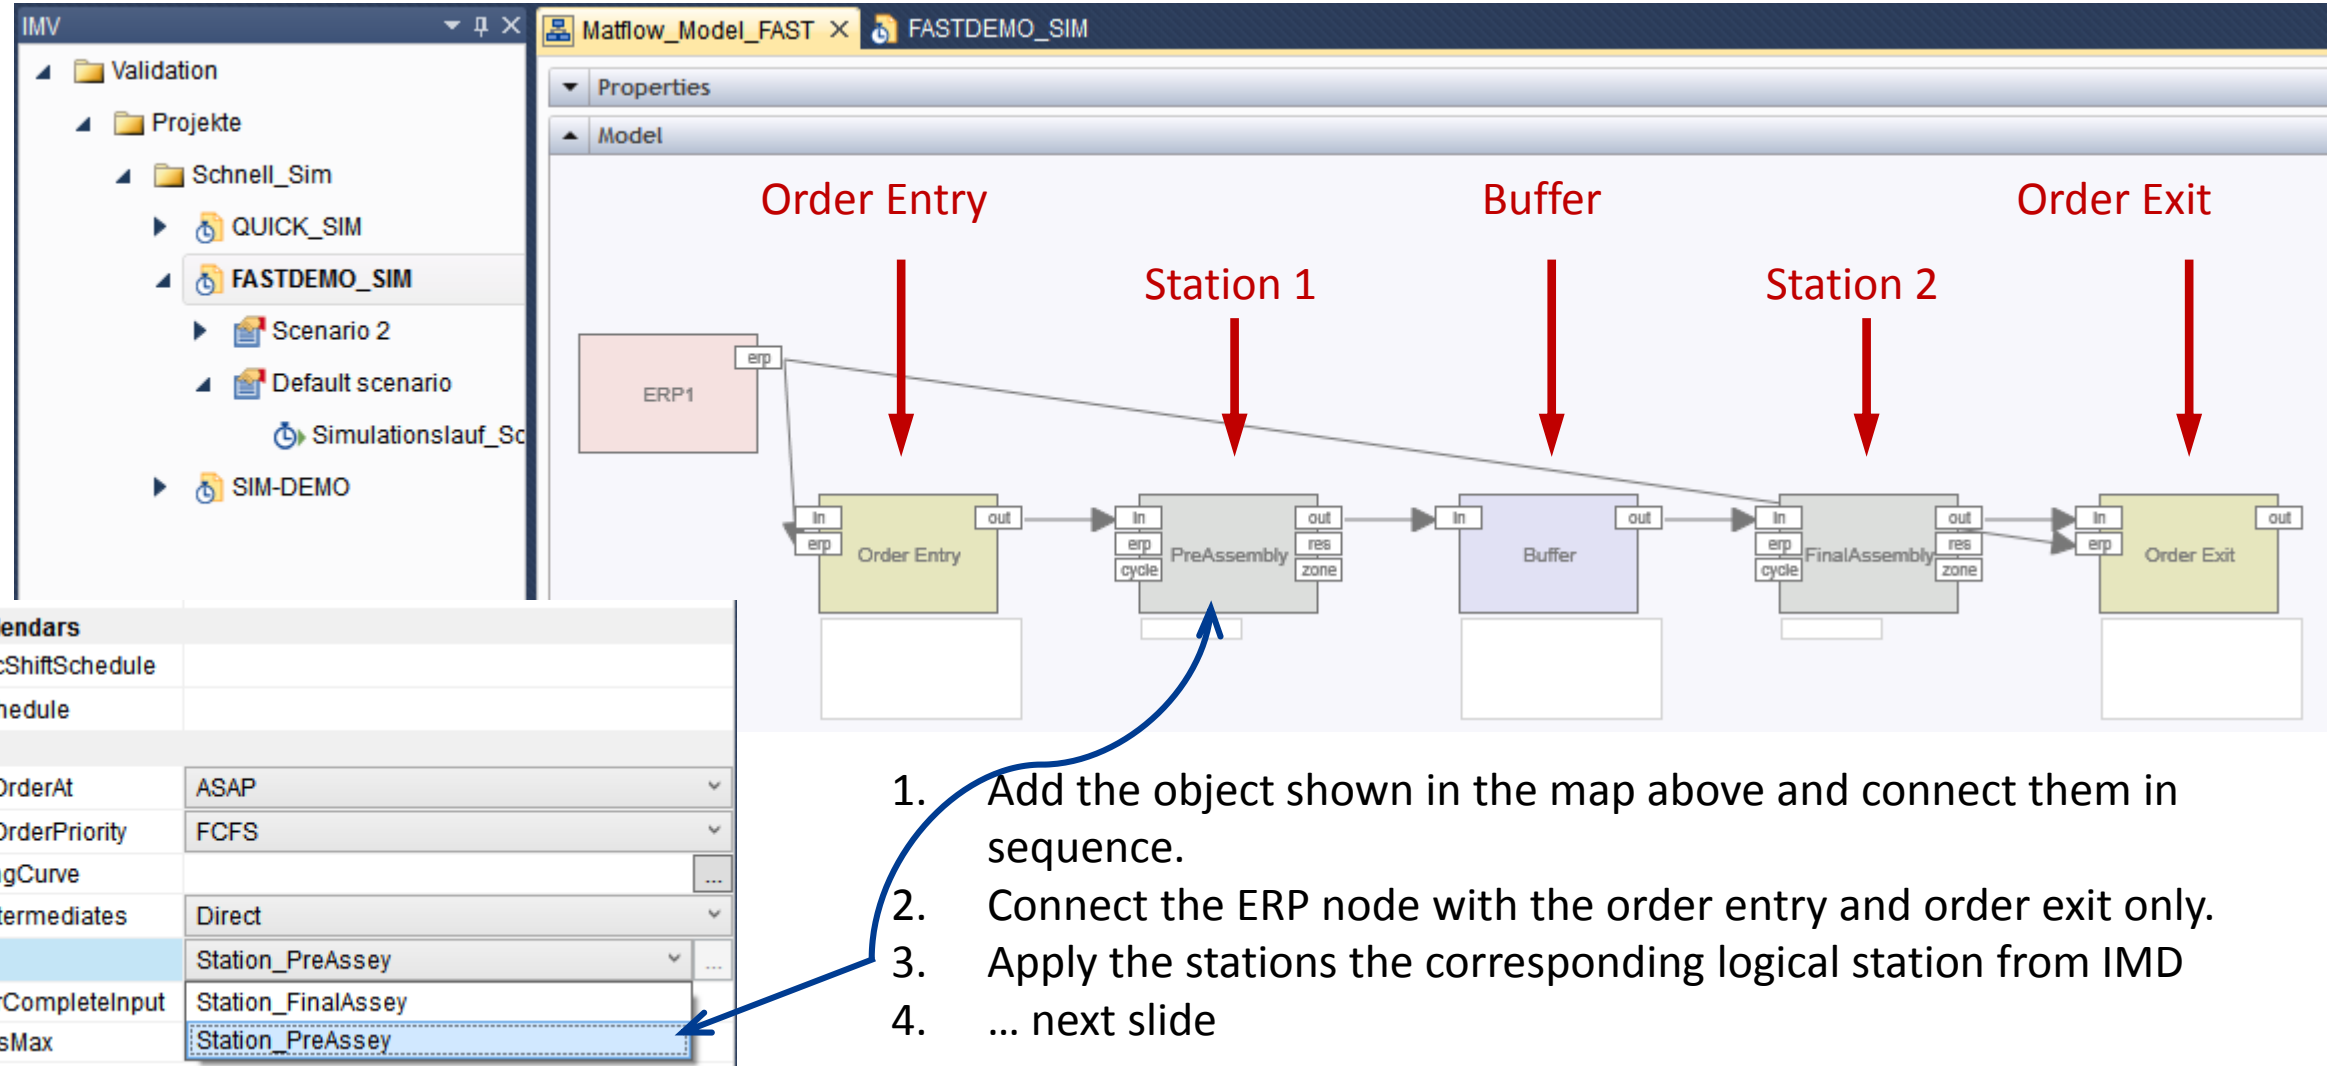 IMV
Validation
Projekte
Schnell_Sim
QUICK_SIM
FASTDEMO_SIM
Scenario 2
Default scenario
Simulationslauf_Sc
SIM-DEMO
Matflow_Model_FAST
FASTDEMO_SIM
Properties
Model
Order Entry
Buffer
Order Exit
Station 1
Station 2
erp
ERP1
In
out
erp
Order Entry
In
out
erp
res
cycle
zone
PreAssembly
In
out
Buffer
In
out
erp
res
cycle
zone
FinalAssembly
In
out
erp
Order Exit
endars
cShiftSchedule
hedule
OrderAt
ASAP
OrderPriority
FCFS
ngCurve
...
termediates
Direct
Station_PreAssey
...
rCompleteInput
Station_FinalAssey
sMax
Station_PreAssey
1. Add the object shown in the map above and connect them in
sequence.
2. Connect the ERP node with the order entry and order exit only.
3. Apply the stations the corresponding logical station from IMD
4. ... next slide